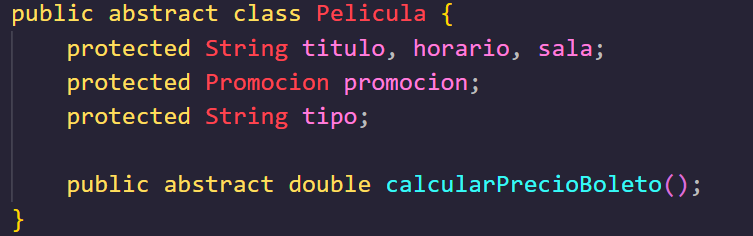 public abstract class Pelicula {
    protected String titulo, horario, sala;
    protected Promocion promocion;
    protected String tipo;

    public abstract double calcularPrecioBoleto();
}